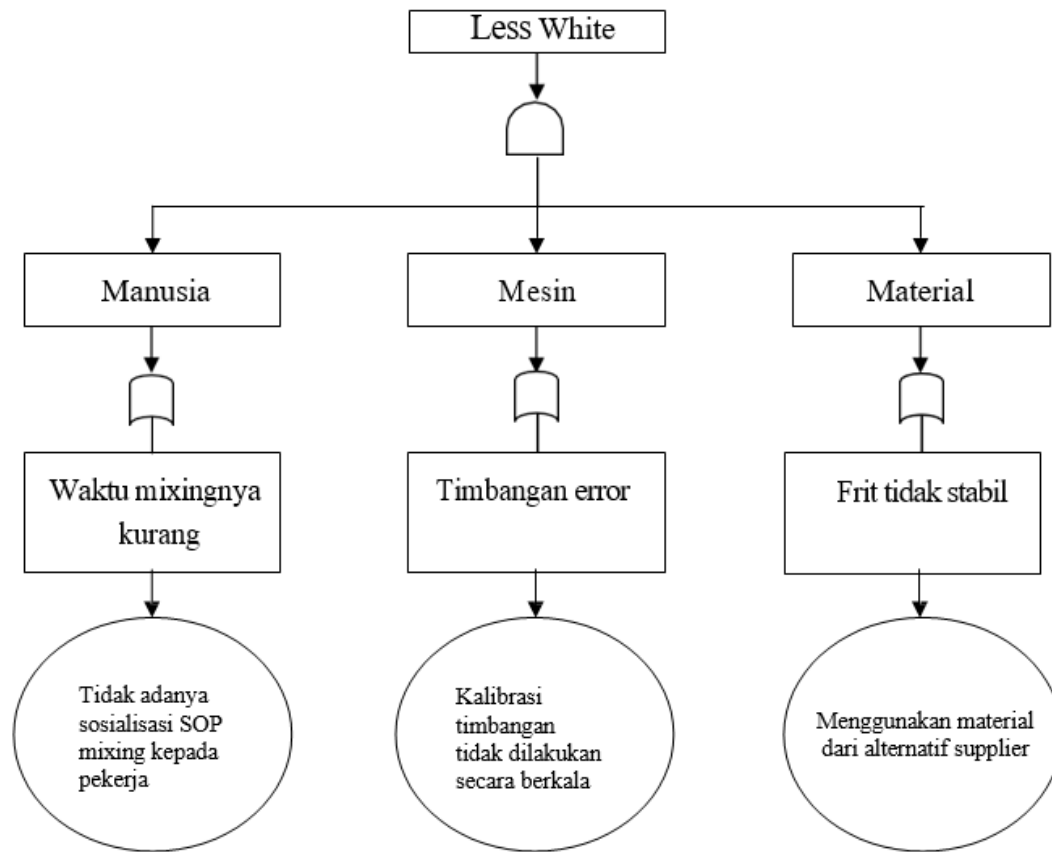 Less White
Manusia
Mesin
Material
Waktu mixingnya
kurang
Timbangan error
Frit tidak stabil
Tidak adanya
sosialisasi SOP
mixing kepada
pekerja
Kalibrasi
timbangan
tidak dilakukan
secara berkala
Menggunakan material
dari alternatif supplier